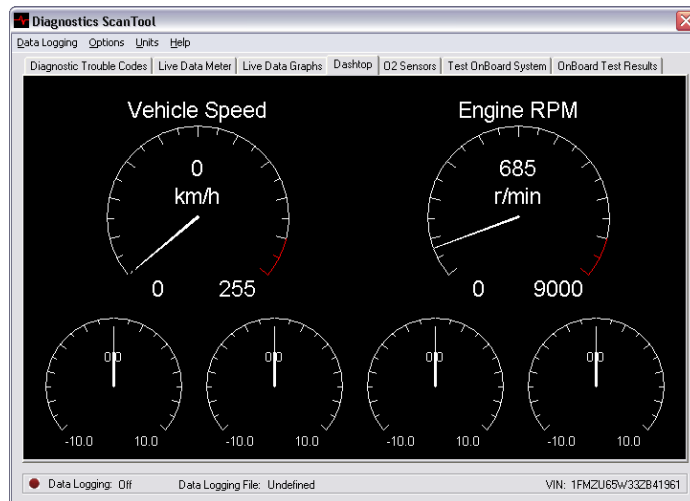 Diagnostics ScanTool
Data Logging Options Units Help
Diagnostic Trouble Codes Live Data Meter Live Data Graphs Dashtop O2 Sensors Test OnBoard System OnBoard Test Results
Vehicle Speed Engine RPM
0 685
km/h r/min
0 255 0 9000
0.0 0.0 0.0 0.0
-10.0 10.0 -10.0 10.0 -10.0 10.0 -10.0 10.0
Data Logging: Off Data Logging File: Undefined VIN: 1FMZU65W33ZB41961